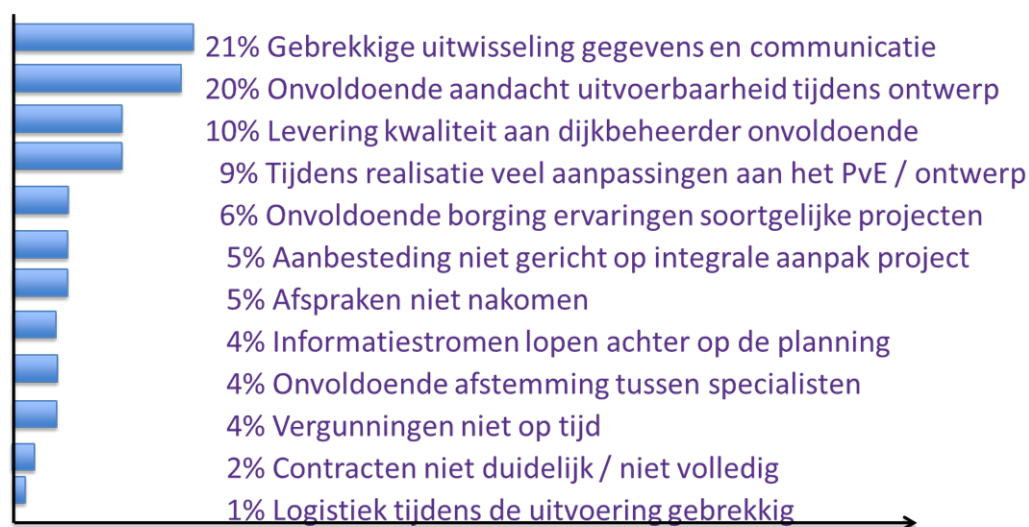 21% Gebrekkige uitwisseling gegevens en communicatie
20% Onvoldoende aandacht uitvoerbaarheid tijdens ontwerp
10% Levering kwaliteit aan dijkbeheerder onvoldoende
9% Tijdens realisatie veel aanpassingen aan het PvE / ontwerp
6% Onvoldoende borging ervaringen soortgelijke projecten
5% Aanbesteding niet gericht op integrale aanpak project
5% Afspraken niet nakomen
4% Informatiestromen lopen achter op de planning
4% Onvoldoende afstemming tussen specialisten
4% Vergunningen niet op tijd
2% Contracten niet duidelijk / niet volledig
1% Logistiek tijdens de uitvoering gebrekkig